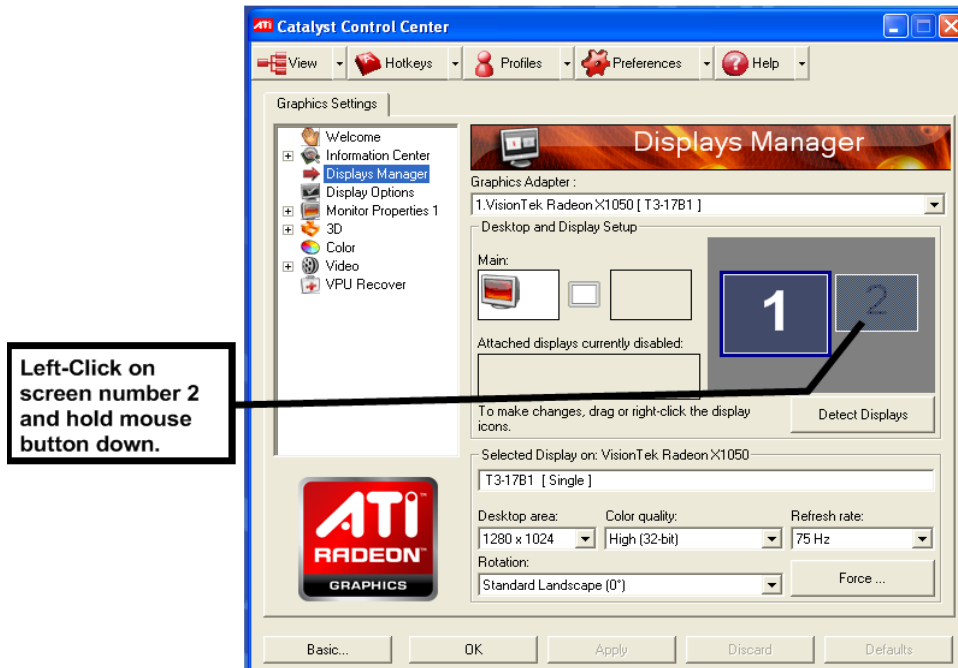 ATI Catalyst Control Center
View Hotkeys Profiles Preferences Help
Graphics Settings
Welcome
Information Center
Displays Manager
Display Options
Monitor Properties 1
3D
Color
Video
VPU Recover
Displays Manager
Graphics Adapter :
1.VisionTek Radeon X1050 [ T3-17B1 ]
Desktop and Display Setup
Main:
1 2
Attached displays currently disabled:
To make changes, drag or right-click the display
icons.
Detect Displays
Left-Click on
screen number 2
and hold mouse
button down.
Selected Display on: VisionTek Radeon X1050
T3-17B1 [ Single ]
Desktop area: Color quality: Refresh rate:
1280 x 1024 High (32-bit) 75 Hz
Rotation:
Standard Landscape (0°)
Force ...
ATI
RADEON™
GRAPHICS
Basic... OK Apply Discard Defaults